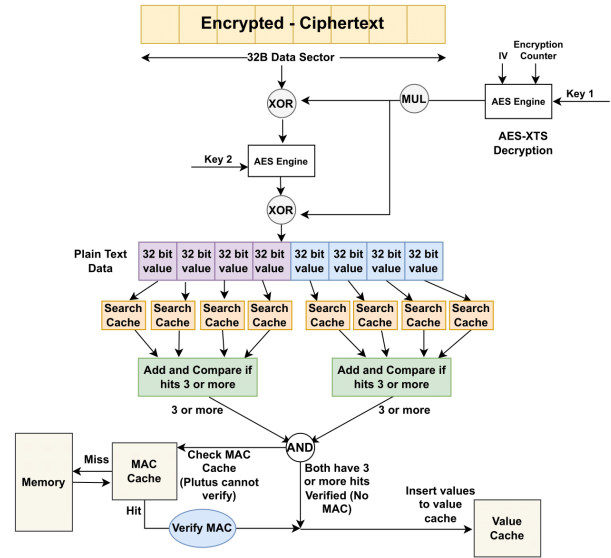 Encrypted - Ciphertext
32B Data Sector
IV
Encryption
Counter
XOR
MUL
AES Engine
Key 1
AES-XTS
Decryption
Key 2
AES Engine
XOR
Plain Text
Data
32 bit
value
32 bit
value
32 bit
value
32 bit
value
32 bit
value
32 bit
value
32 bit
value
32 bit
value
Search
Cache
Search
Cache
Search
Cache
Search
Cache
Search
Cache
Search
Cache
Search
Cache
Search
Cache
Add and Compare if
hits 3 or more
Add and Compare if
hits 3 or more
3 or more
3 or more
AND
Memory
Miss
MAC
Cache
Check MAC
Cache
(Plutus cannot
verify)
Both have 3
or more hits
Verified (No
MAC)
Hit
Verify MAC
Insert values
to value
cache
Value
Cache